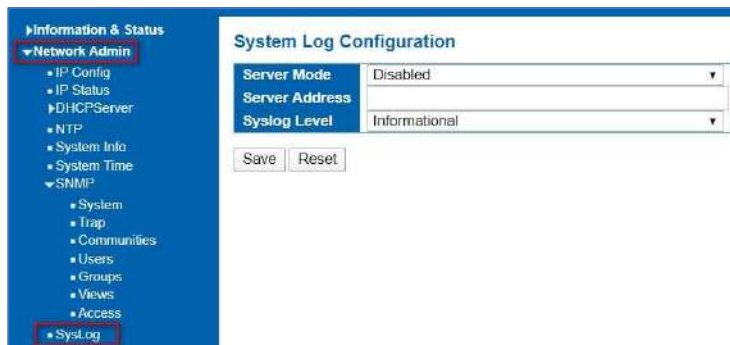 Information & Status
Network Admin
IP Config
IP Status
DHCPServer
NTP
System Info
System Time
SNMP
System
Trap
Communities
Users
Groups
Views
Access
SysLog
System Log Configuration
Server Mode Disabled
Server Address
Syslog Level Informational
Save Reset